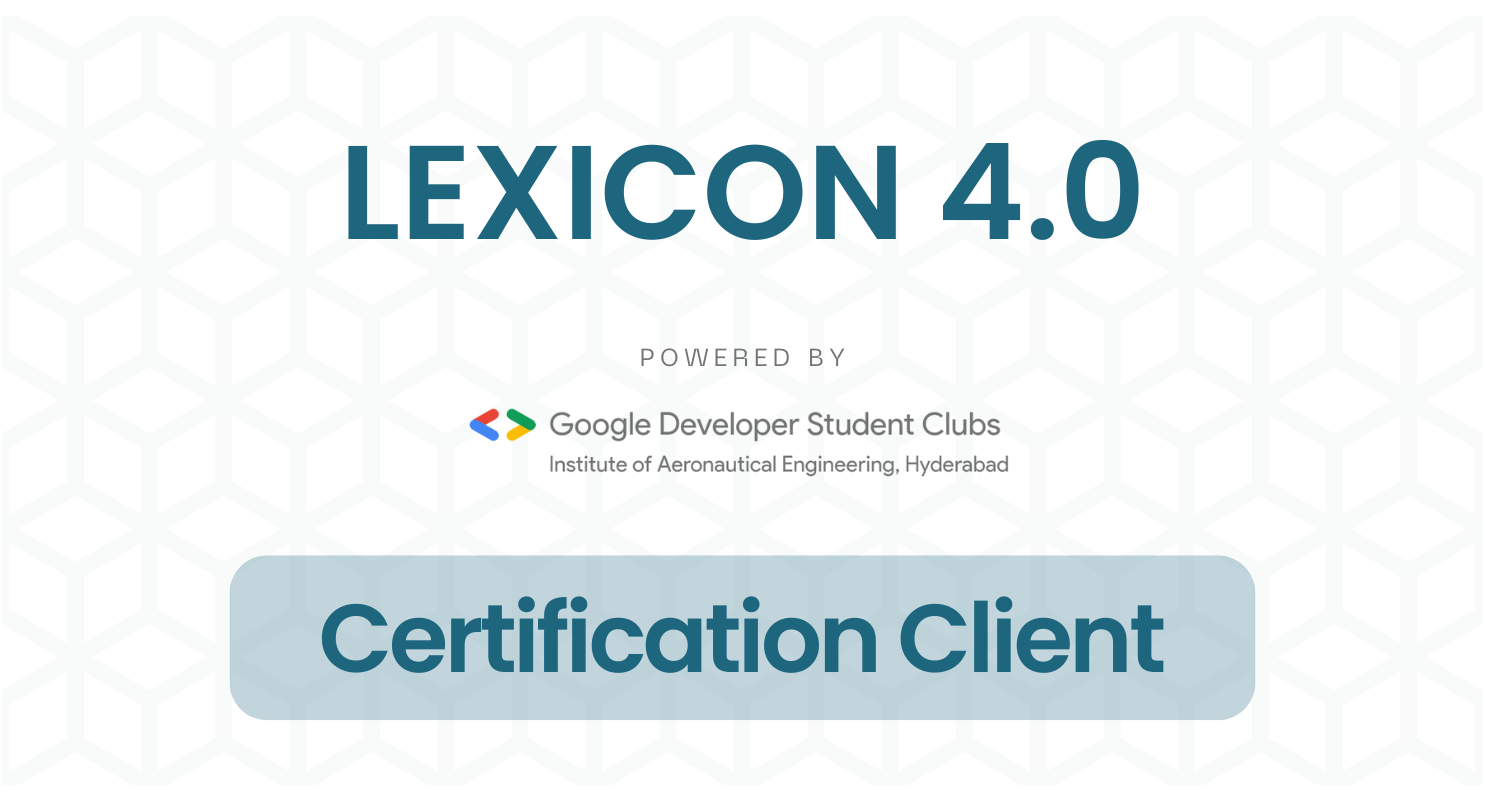 LEXICON 4.0
POWERED BY
Google Developer Student Clubs
Institute of Aeronautical Engineering, Hyderabad
Certification Client